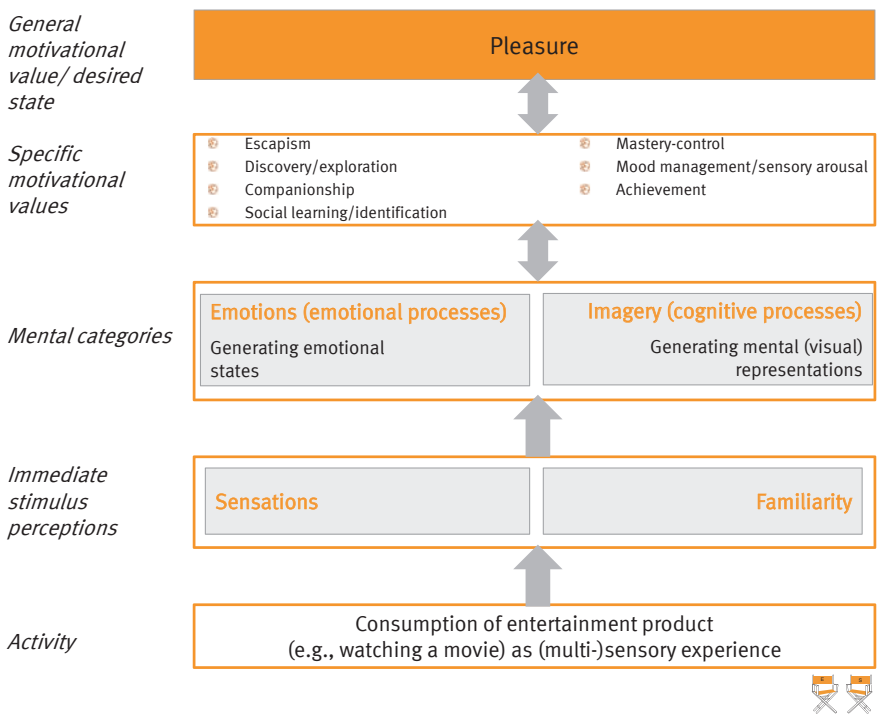 General
motivational
value/ desired
state
Pleasure
Specific
motivational
values
Escapism
Discovery/exploration
Companionship
Social learning/identification
Mastery-control
Mood management/sensory arousal
Achievement
Mental categories
Emotions (emotional processes)
Generating emotional
states
Imagery (cognitive processes)
Generating mental (visual)
representations
Immediate
stimulus
perceptions
Sensations
Familiarity
Activity
Consumption of entertainment product
(e.g., watching a movie) as (multi-)sensory experience
E S